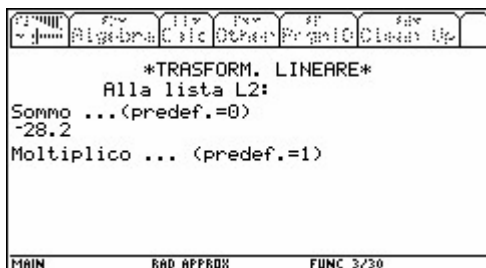 Algebra Calc Other PrgmIO Clean Up
*TRASFORM. LINEARE*
Alla lista L2:
Sommo ...(predef.=0)
-28.2
Moltiplico ... (predef.=1)
MAIN RAD APPROX FUNC 3/30